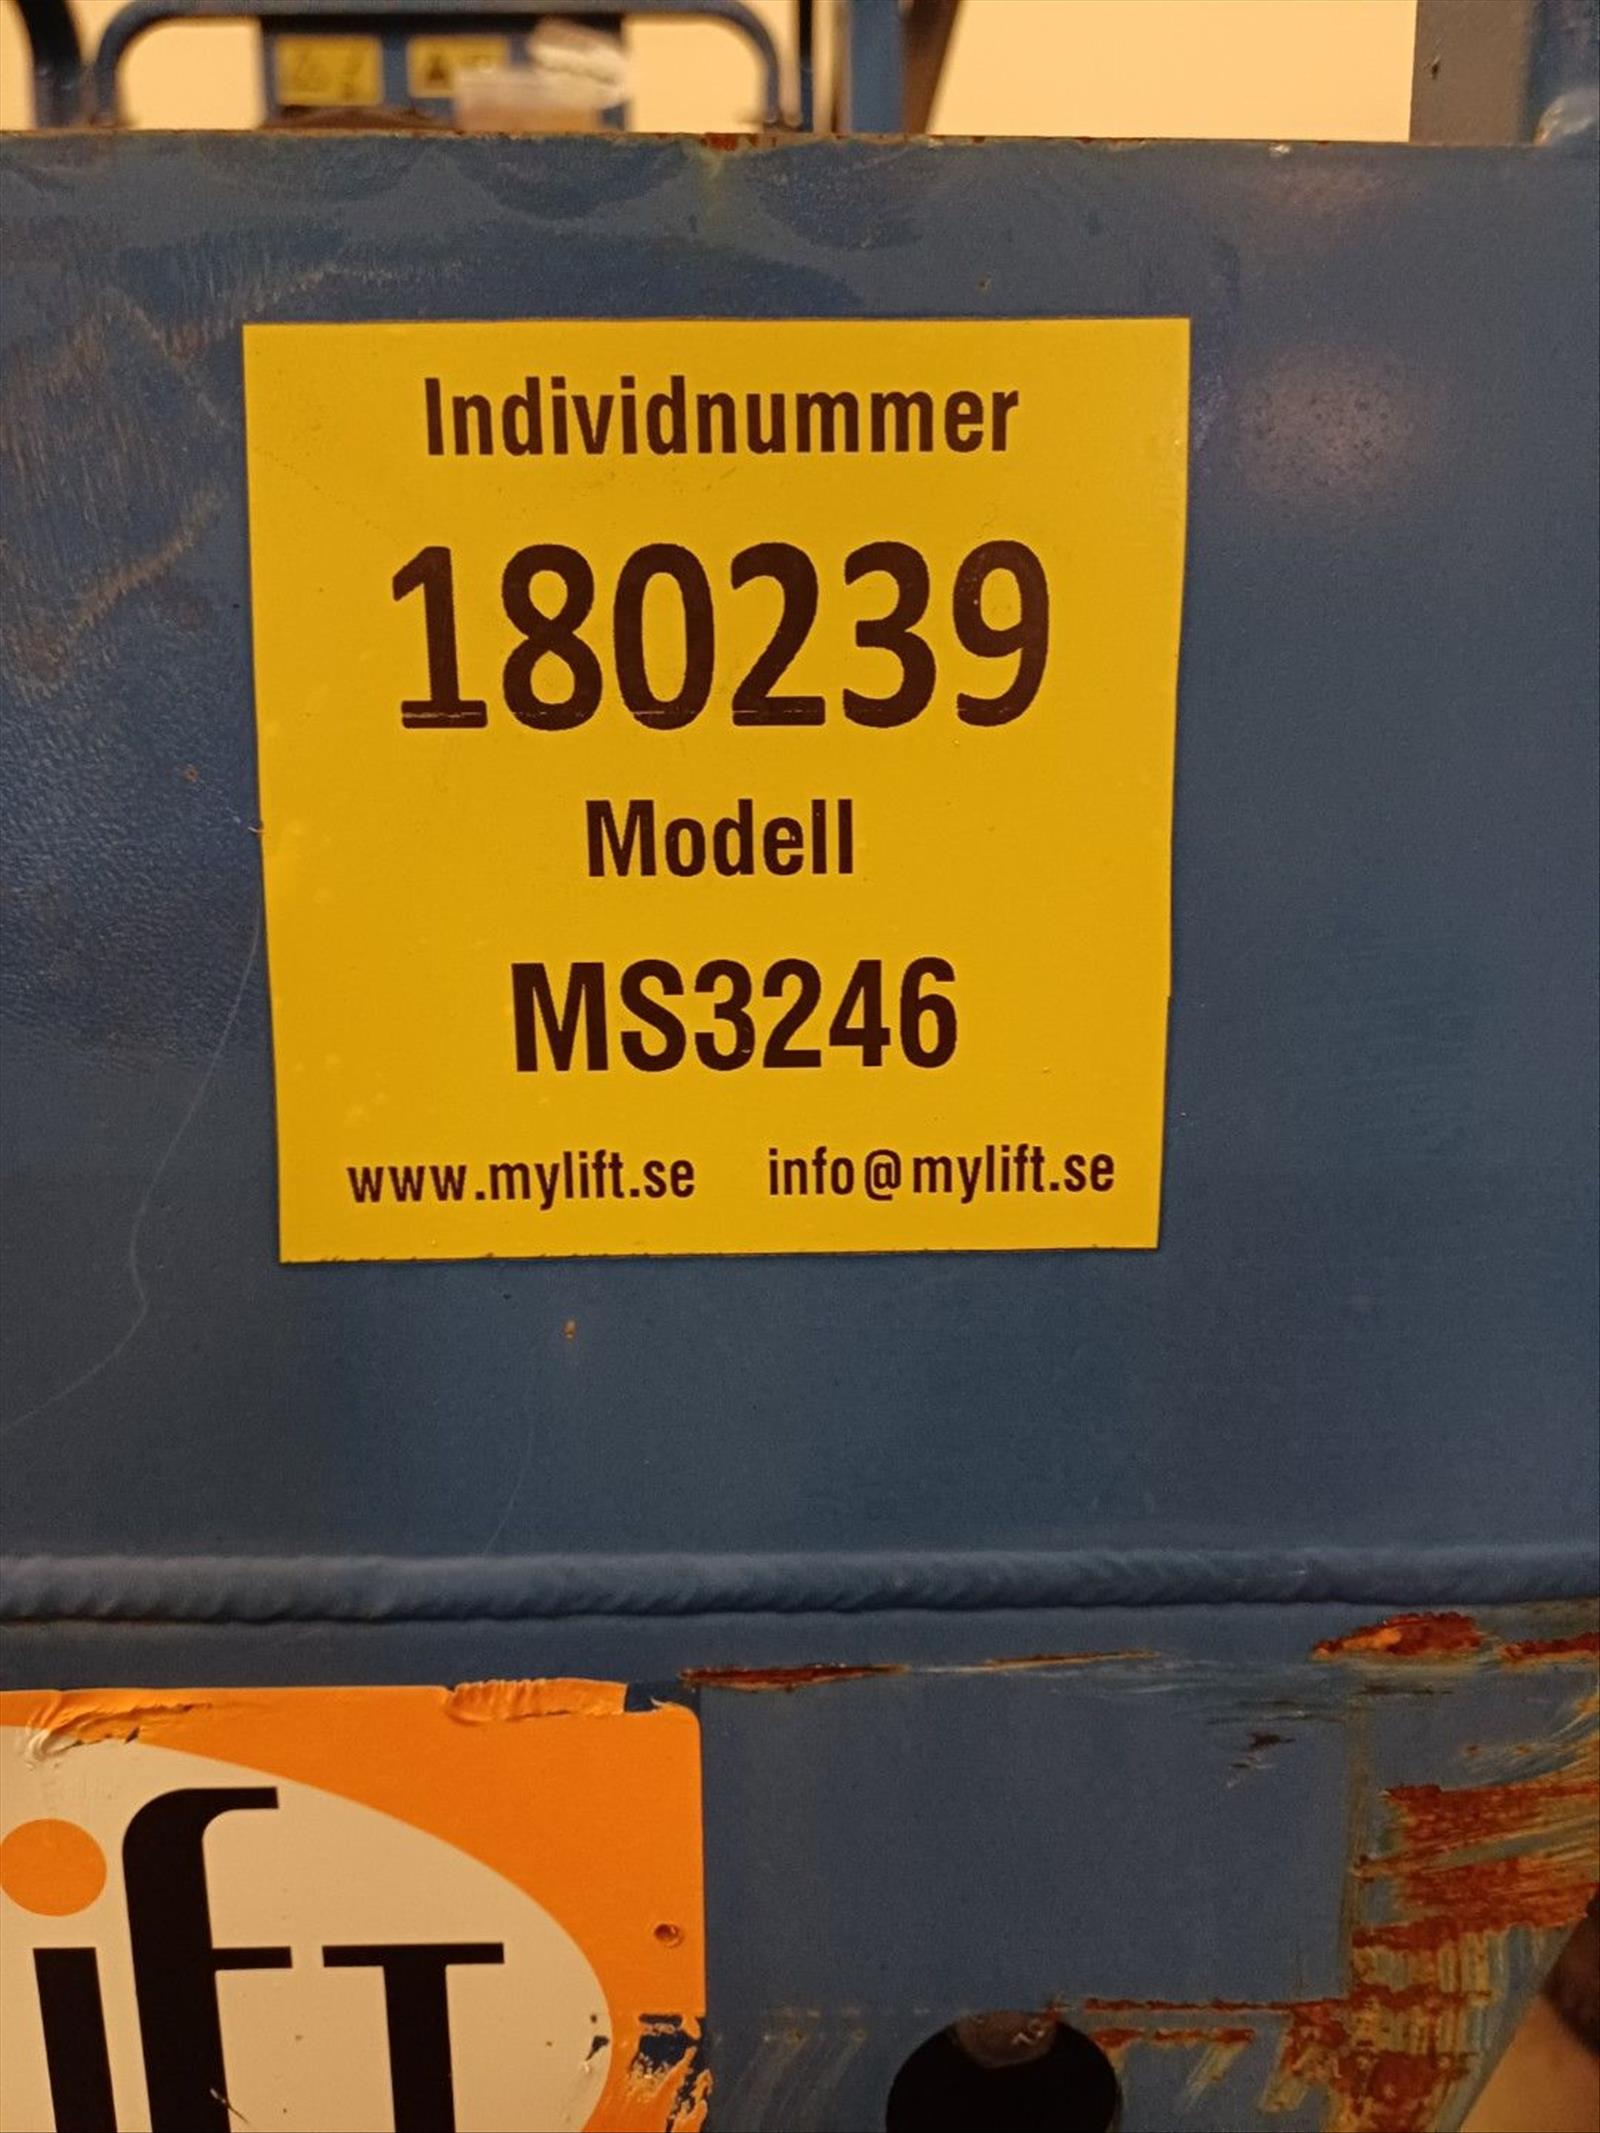 Individnummer
180239
Modell
MS3246
www.mylift.se info@mylift.se
ift